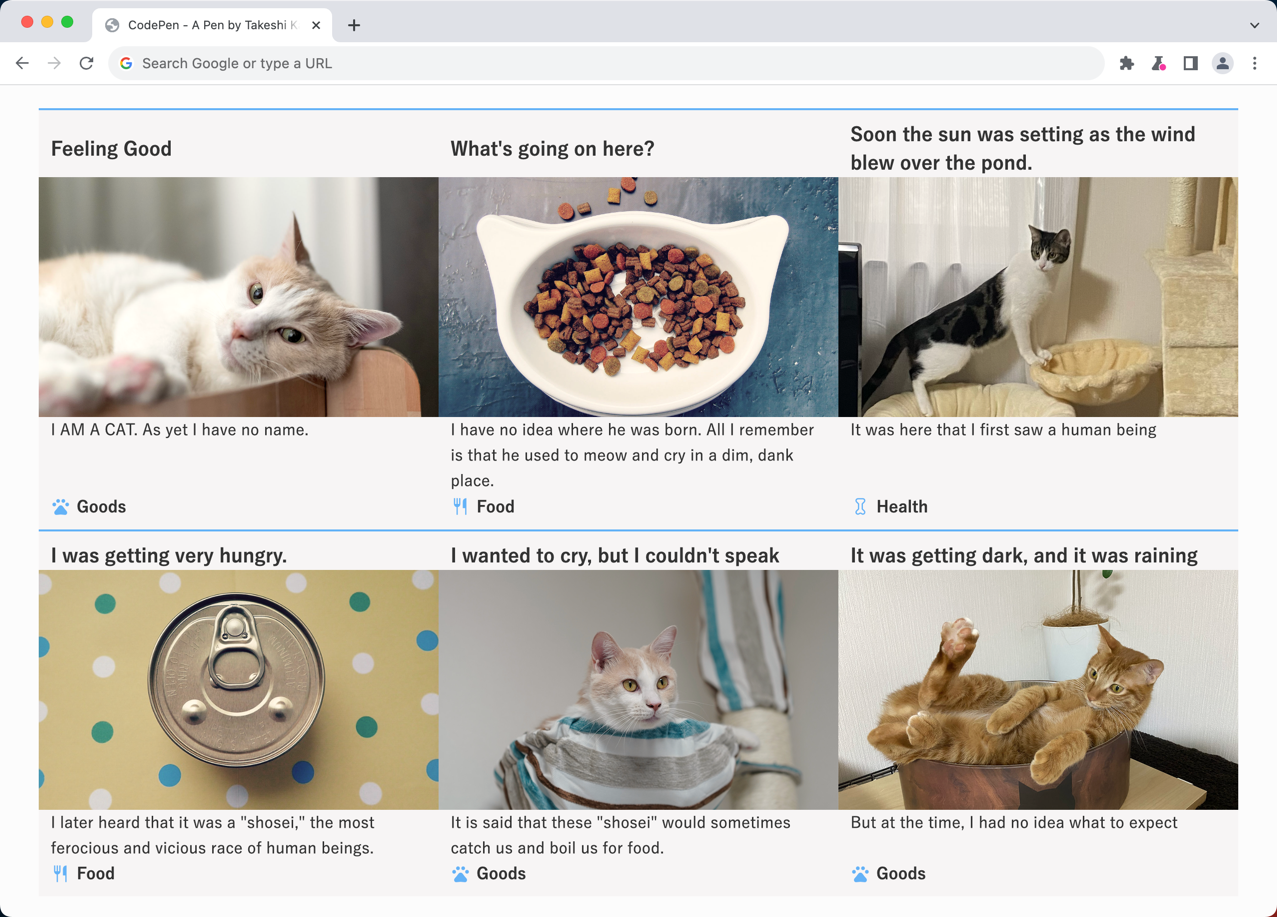 CodePen - A Pen by Takeshi K
Search Google or type a URL
Feeling Good
What's going on here?
Soon the sun was setting as the wind
blew over the pond.
I AM A CAT. As yet I have no name.
I have no idea where he was born. All I remember
is that he used to meow and cry in a dim, dank
place.
It was here that I first saw a human being
Goods
Food
Health
I was getting very hungry.
I wanted to cry, but I couldn't speak
It was getting dark, and it was raining
I later heard that it was a "shosei," the most
ferocious and vicious race of human beings.
It is said that these "shosei" would sometimes
catch us and boil us for food.
But at the time, I had no idea what to expect
Food
Goods
Goods